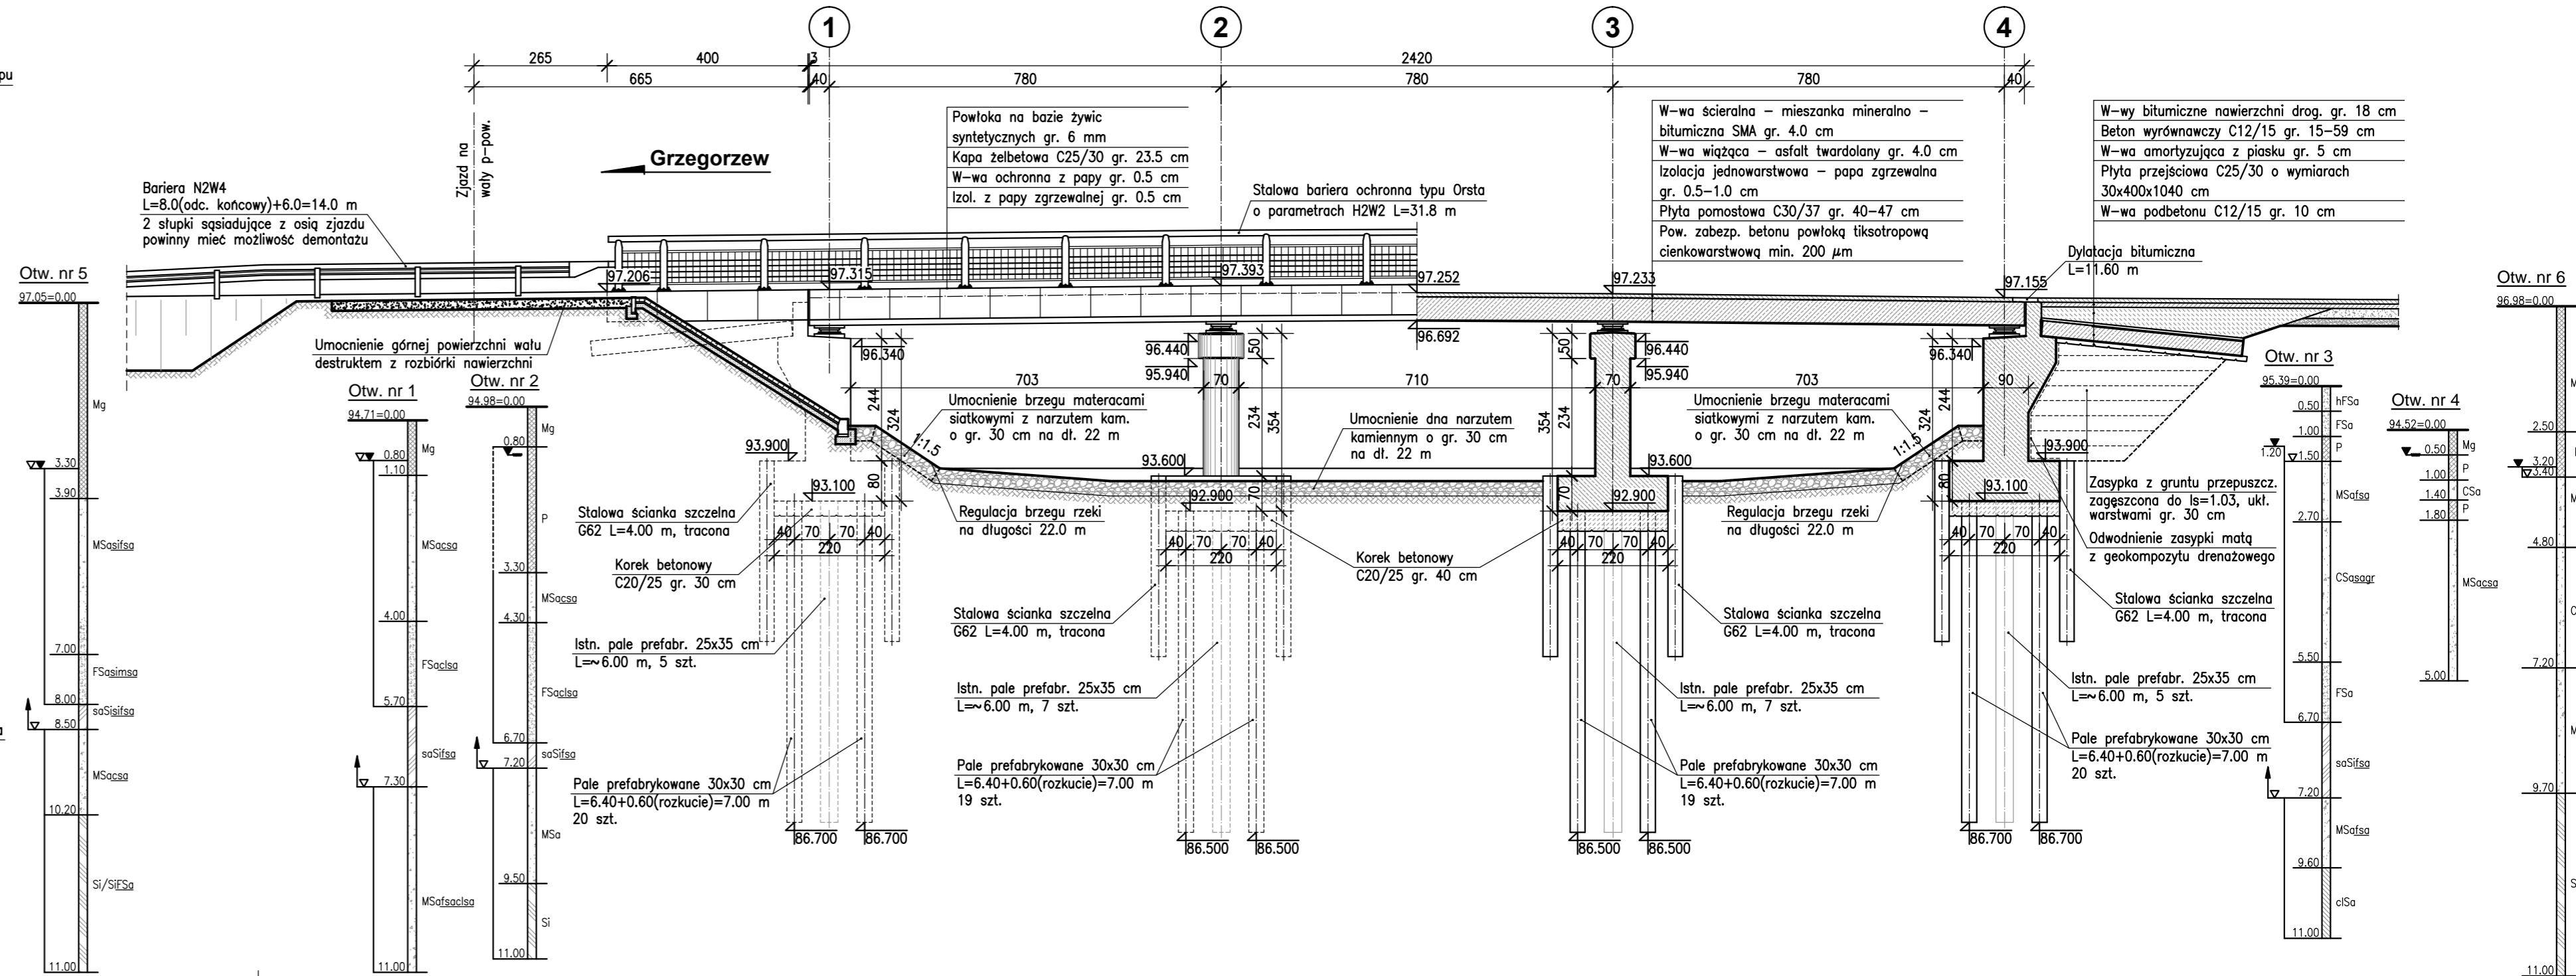 pu
1
2
3
4
265
400
3
2420
665
40
780
780
780
40
Zjazd na
wały p-pow.
Grzegorzew
Bariera N2W4
L=8.0(odc. końcowy)+6.0=14.0 m
2 słupki sąsiadujące z osią zjazdu
powinny mieć możliwość demontażu
Powłoka na bazie żywic
syntetycznych gr. 6 mm
Kapa żelbetowa C25/30 gr. 23.5 cm
W-wa ochronna z papy gr. 0.5 cm
Izol. z papy zgrzewalnej gr. 0.5 cm
Stalowa bariera ochronna typu Orsta
o parametrach H2W2 L=31.8 m
W-wa ścieralna – mieszanka mineralno –
bitumiczna SMA gr. 4.0 cm
W-wa wiążąca – asfalt twardolany gr. 4.0 cm
Izolacja jednowarstwowa – papa zgrzewalna
gr. 0.5-1.0 cm
Płyta pomostowa C30/37 gr. 40-47 cm
Pow. zabezp. betonu powłoką tiksotropową
cienkowarstwową min. 200 μm
W-wy bitumiczne nawierzchni drog. gr. 18 cm
Beton wyrównawczy C12/15 gr. 15-59 cm
W-wa amortyzująca z piasku gr. 5 cm
Płyta przejściowa C25/30 o wymiarach
30x400x1040 cm
W-wa podbetonu C12/15 gr. 10 cm
Dylatacja bitumiczna
L=11.60 m
97.206
97.315
97.393
97.252
97.233
97.155
96.692
Umocnienie górnej powierzchni wału
destruktem z rozbiórki nawierzchni
96.340
96.440
95.940
96.440
95.940
96.340
50
50
703
70
710
70
703
90
244
324
234
354
354
234
324
244
Umocnienie brzegu materacami
siatkowymi z narzutem kam.
o gr. 30 cm na dł. 22 m
1:1.5
Umocnienie dna narzutem
kamiennym o gr. 30 cm
na dł. 22 m
Umocnienie brzegu materacami
siatkowymi z narzutem kam.
o gr. 30 cm na dł. 22 m
1:1.5
93.900
93.600
93.600
93.900
93.100
92.900
92.900
93.100
80
70
70
80
Stalowa ścianka szczelna
G62 L=4.00 m, tracona
Korek betonowy
C20/25 gr. 30 cm
Regulacja brzegu rzeki
na długości 22.0 m
Korek betonowy
C20/25 gr. 40 cm
Regulacja brzegu rzeki
na długości 22.0 m
Zasypka z gruntu przepuszcz.
zagęszcona do Is=1.03, ukł.
warstwami gr. 30 cm
Odwodnienie zasypki matą
z geokompozytu drenażowego
40 70 70 40
220
40 70 70 40
220
40 70 70 40
220
40 70 70 40
220
Stalowa ścianka szczelna
G62 L=4.00 m, tracona
Stalowa ścianka szczelna
G62 L=4.00 m, tracona
Stalowa ścianka szczelna
G62 L=4.00 m, tracona
Istn. pale prefabr. 25x35 cm
L=~6.00 m, 5 szt.
Istn. pale prefabr. 25x35 cm
L=~6.00 m, 7 szt.
Istn. pale prefabr. 25x35 cm
L=~6.00 m, 7 szt.
Istn. pale prefabr. 25x35 cm
L=~6.00 m, 5 szt.
Pale prefabrykowane 30x30 cm
L=6.40+0.60(rozkucie)=7.00 m
20 szt.
Pale prefabrykowane 30x30 cm
L=6.40+0.60(rozkucie)=7.00 m
19 szt.
Pale prefabrykowane 30x30 cm
L=6.40+0.60(rozkucie)=7.00 m
19 szt.
Pale prefabrykowane 30x30 cm
L=6.40+0.60(rozkucie)=7.00 m
20 szt.
86.700
86.700
86.500
86.500
86.500
86.500
86.700
86.700
Otw. nr 5
97.05=0.00
Mg
3.30
3.90
MSasifsa
7.00
FSasimsa
8.00
saSisifsa
8.50
MSacsa
10.20
Si/SiFSa
11.00
Otw. nr 1
94.71=0.00
Mg
0.80
1.10
MSacsa
4.00
FSaclsa
5.70
saSifsa
7.30
MSafsaclsa
11.00
Otw. nr 2
94.98=0.00
Mg
0.80
P
3.30
MSacsa
4.30
FSaclsa
6.70
saSifsa
7.20
MSa
9.50
Si
11.00
Otw. nr 3
95.39=0.00
hFSa
0.50
FSa
1.00
P
1.20
1.50
MSafsa
2.70
CSasagr
5.50
FSa
6.70
saSifsa
7.20
MSafsa
9.60
clSa
11.00
Otw. nr 4
94.52=0.00
Mg
0.50
P
1.00
CSa
1.40
P
1.80
MSacsa
5.00
Otw. nr 6
96.98=0.00
2.50
3.20
3.40
4.80
7.20
9.70
11.00